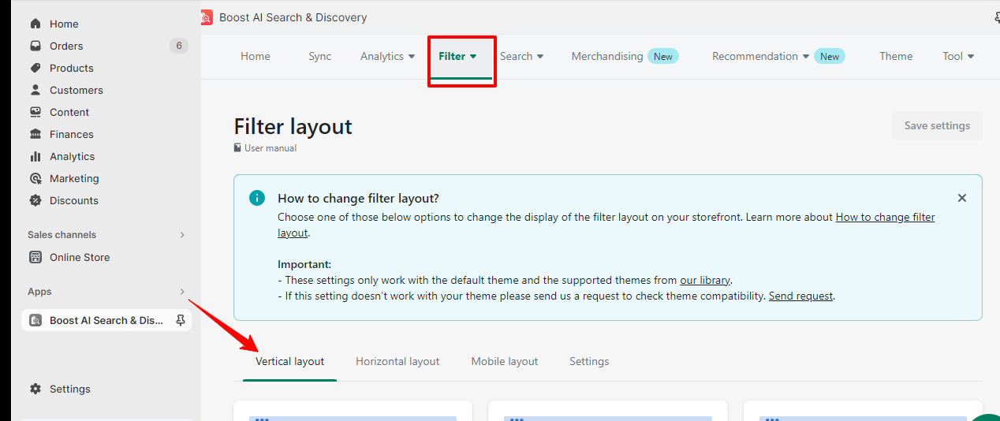 Boost AI Search & Discovery
Home
Orders 6
Products
Customers
Content
Finances
Analytics
Marketing
Discounts
Sales channels
Online Store
Apps
Boost AI Search & Dis...
Settings
Home Sync Analytics Filter Search Merchandising New Recommendation New Theme Tool
Filter layout
Save settings
User manual
How to change filter layout?
Choose one of those below options to change the display of the filter layout on your storefront. Learn more about How to change filter
layout.
Important:
- These settings only work with the default theme and the supported themes from our library.
- If this setting doesn't work with your theme please send us a request to check theme compatibility. Send request.
Vertical layout Horizontal layout Mobile layout Settings